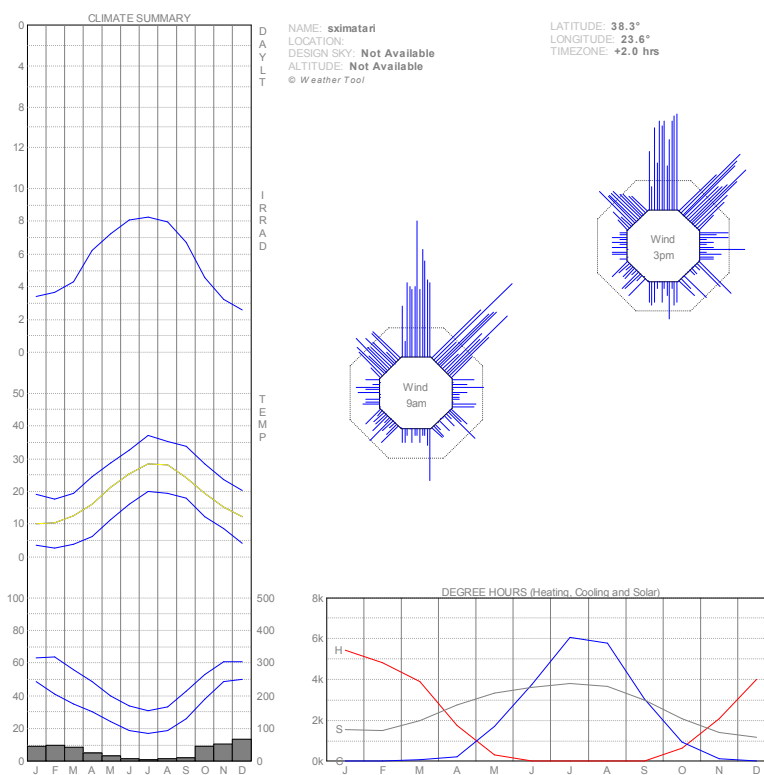 CLIMATE SUMMARY
NAME: sximatari
LOCATION:
DESIGN SKY: Not Available
ALTITUDE: Not Available
© Weather Tool
LATITUDE: 38.3°
LONGITUDE: 23.6°
TIMEZONE: +2.0 hrs
0
4
8
12
DAYLT
10
8
6
4
2
0
IRRAD
50
40
30
20
10
0
TEMP
100
80
60
40
20
0
500
400
300
200
100
0
J F M A M J J A S O N D
Wind
3pm
Wind
9am
DEGREE HOURS (Heating, Cooling and Solar)
8k
6k
4k
2k
0k
H
S
C
J F M A M J J A S O N D